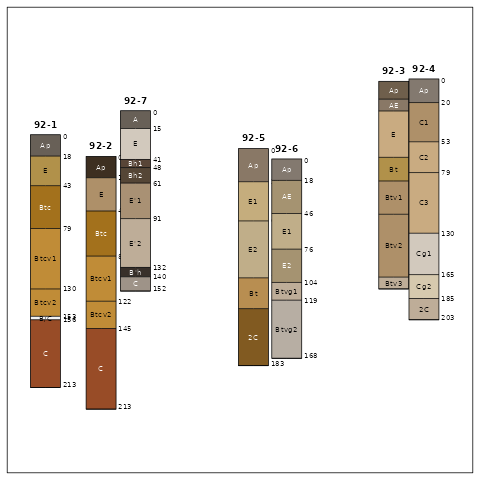 92-1
0
Ap
18
E
43
Btc
79
Btcv1
130
Btcv2
153
B/C
156
C
213
92-2
0
Ap
E
Btc
8
Btcv1
122
Btcv2
145
C
213
92-7
0
A
15
E
41
Bh1
48
Bh2
61
E'1
91
E'2
132
B'h
140
C
152
92-5
0
Ap
E1
E2
Bt
2C
183
92-6
0
Ap
18
AE
46
E1
76
E2
104
Btvg1
119
Btvg2
168
92-3
Ap
AE
E
Bt
Btv1
Btv2
Btv3
92-4
0
Ap
20
C1
53
C2
79
C3
130
Cg1
165
Cg2
185
2C
203